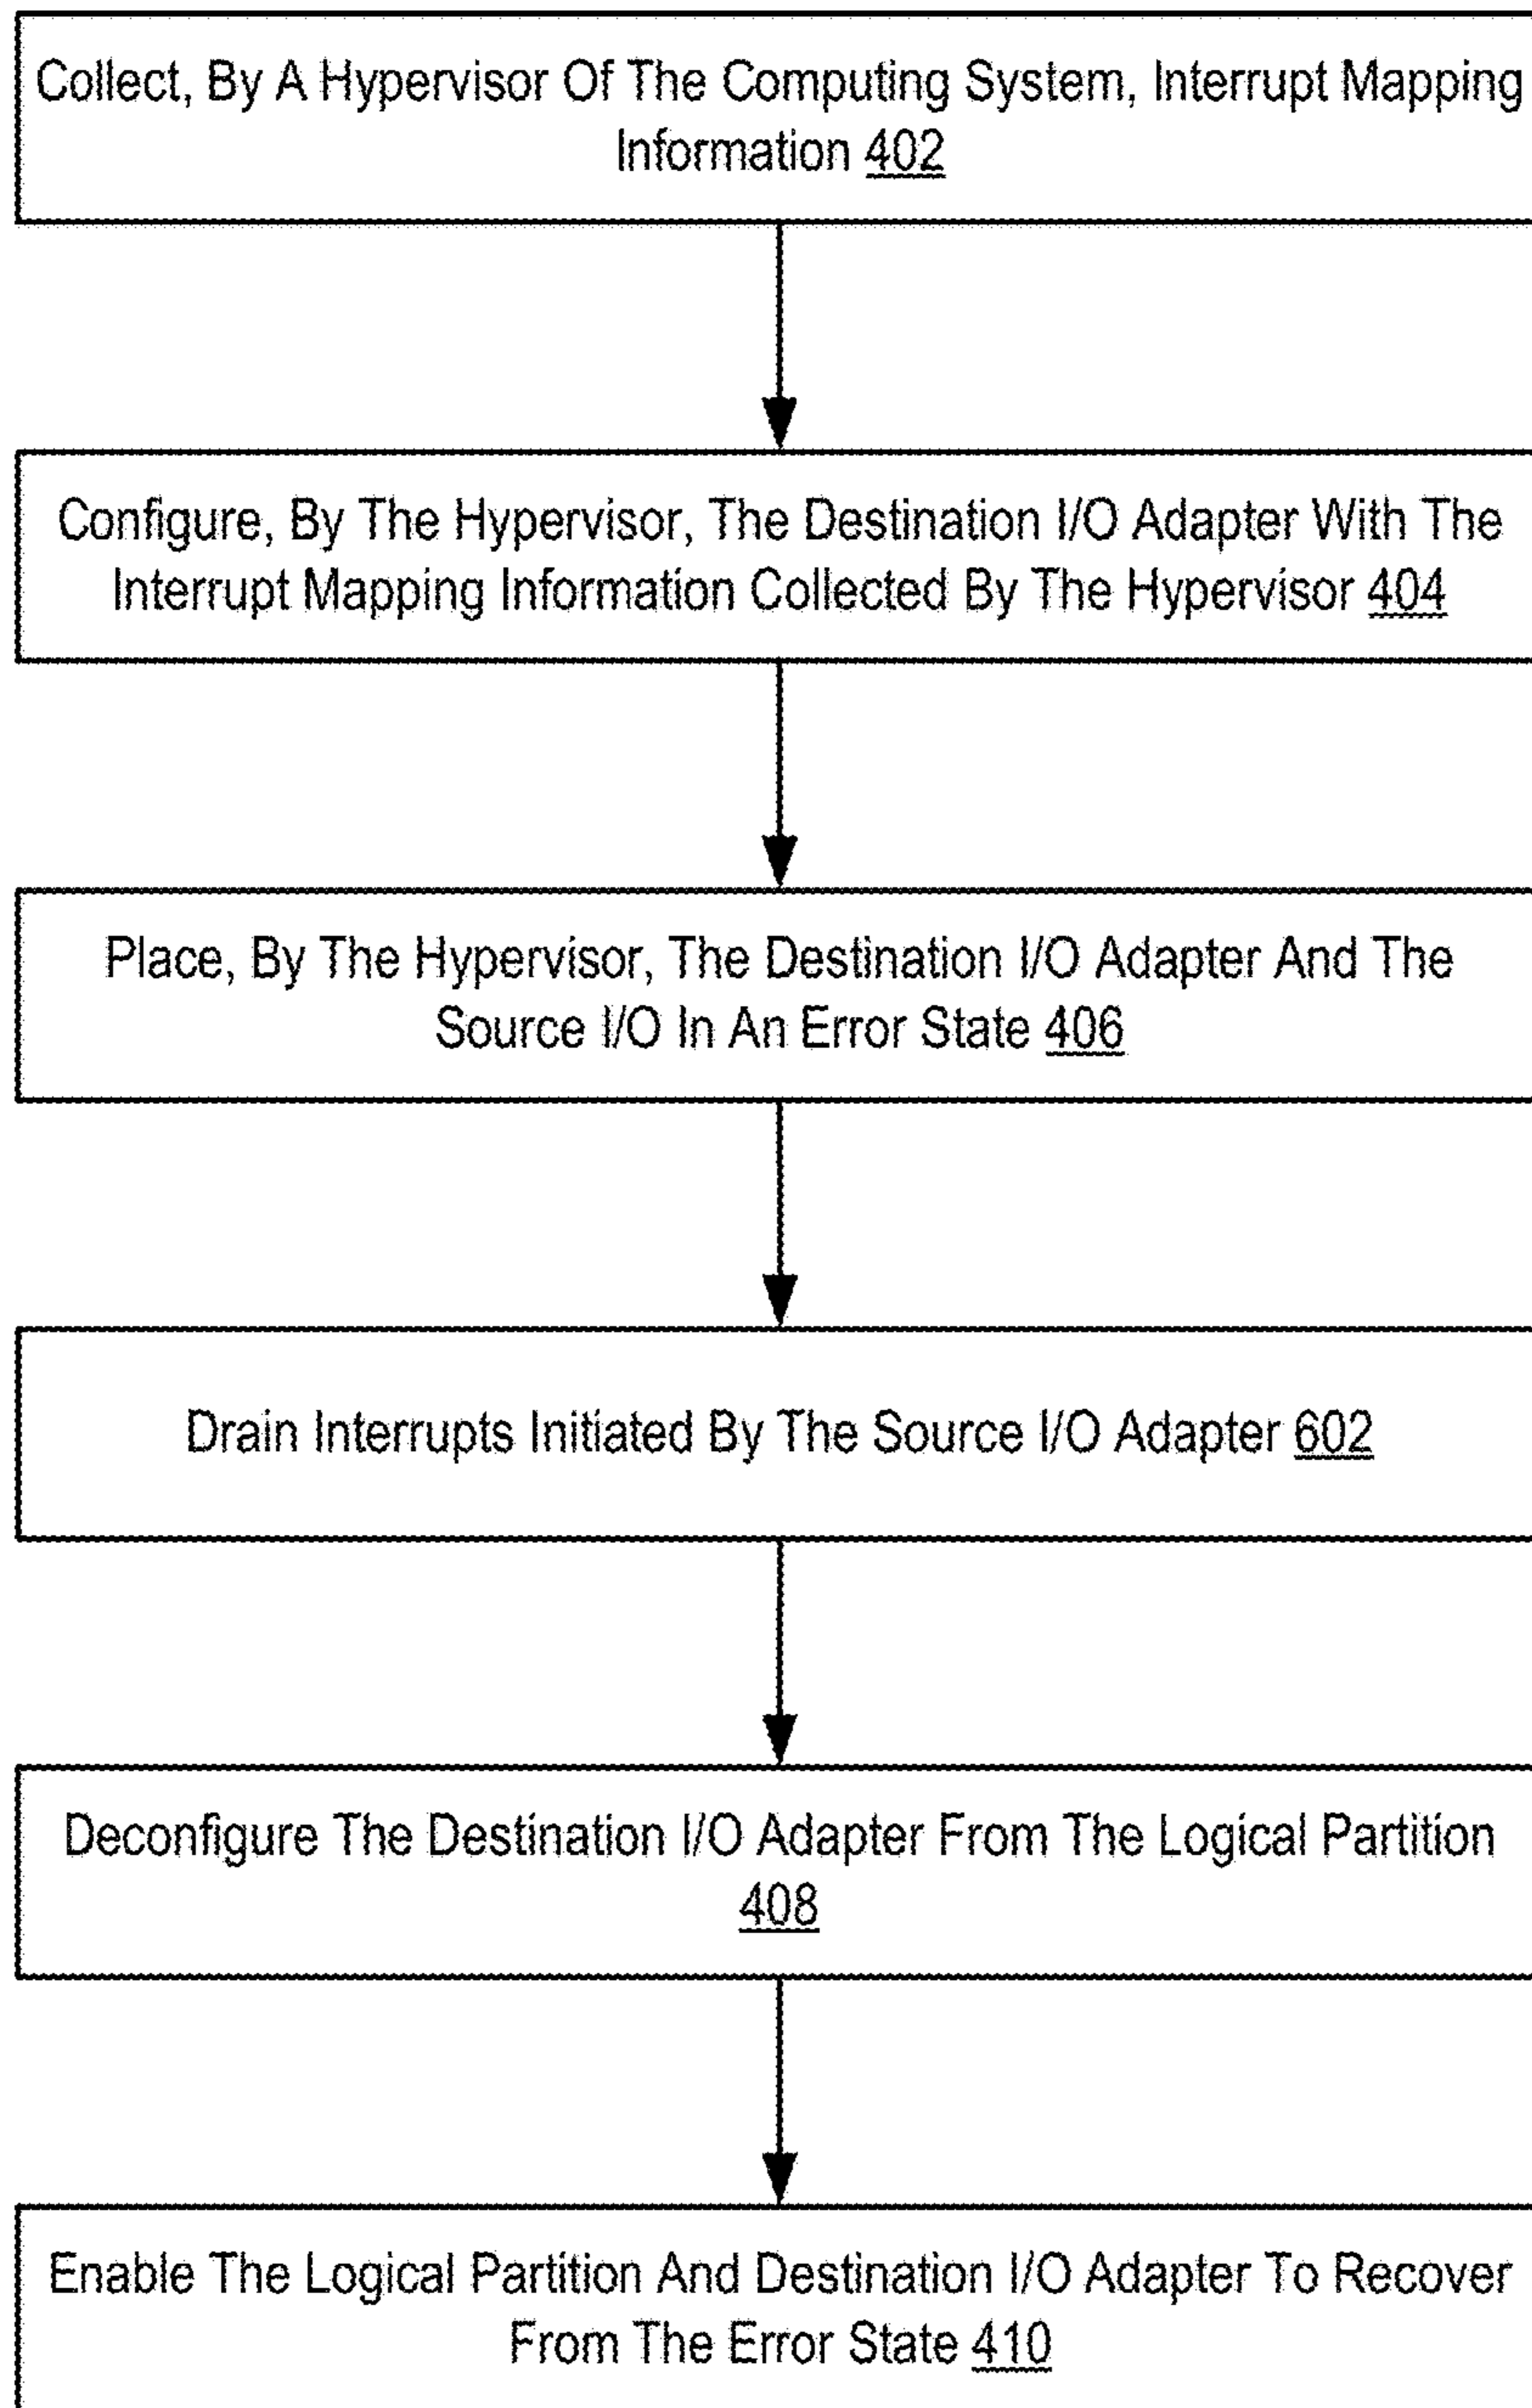 Collect, By A Hypervisor Of The Computing System, Interrupt Mapping
Information 402
Configure, By The Hypervisor, The Destination I/O Adapter With The
Interrupt Mapping Information Collected By The Hypervisor 404
Place, By The Hypervisor, The Destination I/O Adapter And The
Source I/O In An Error State 406
Drain Interrupts Initiated By The Source I/O Adapter 602
Deconfigure The Destination I/O Adapter From The Logical Partition
408
Enable The Logical Partition And Destination I/O Adapter To Recover
From The Error State 410